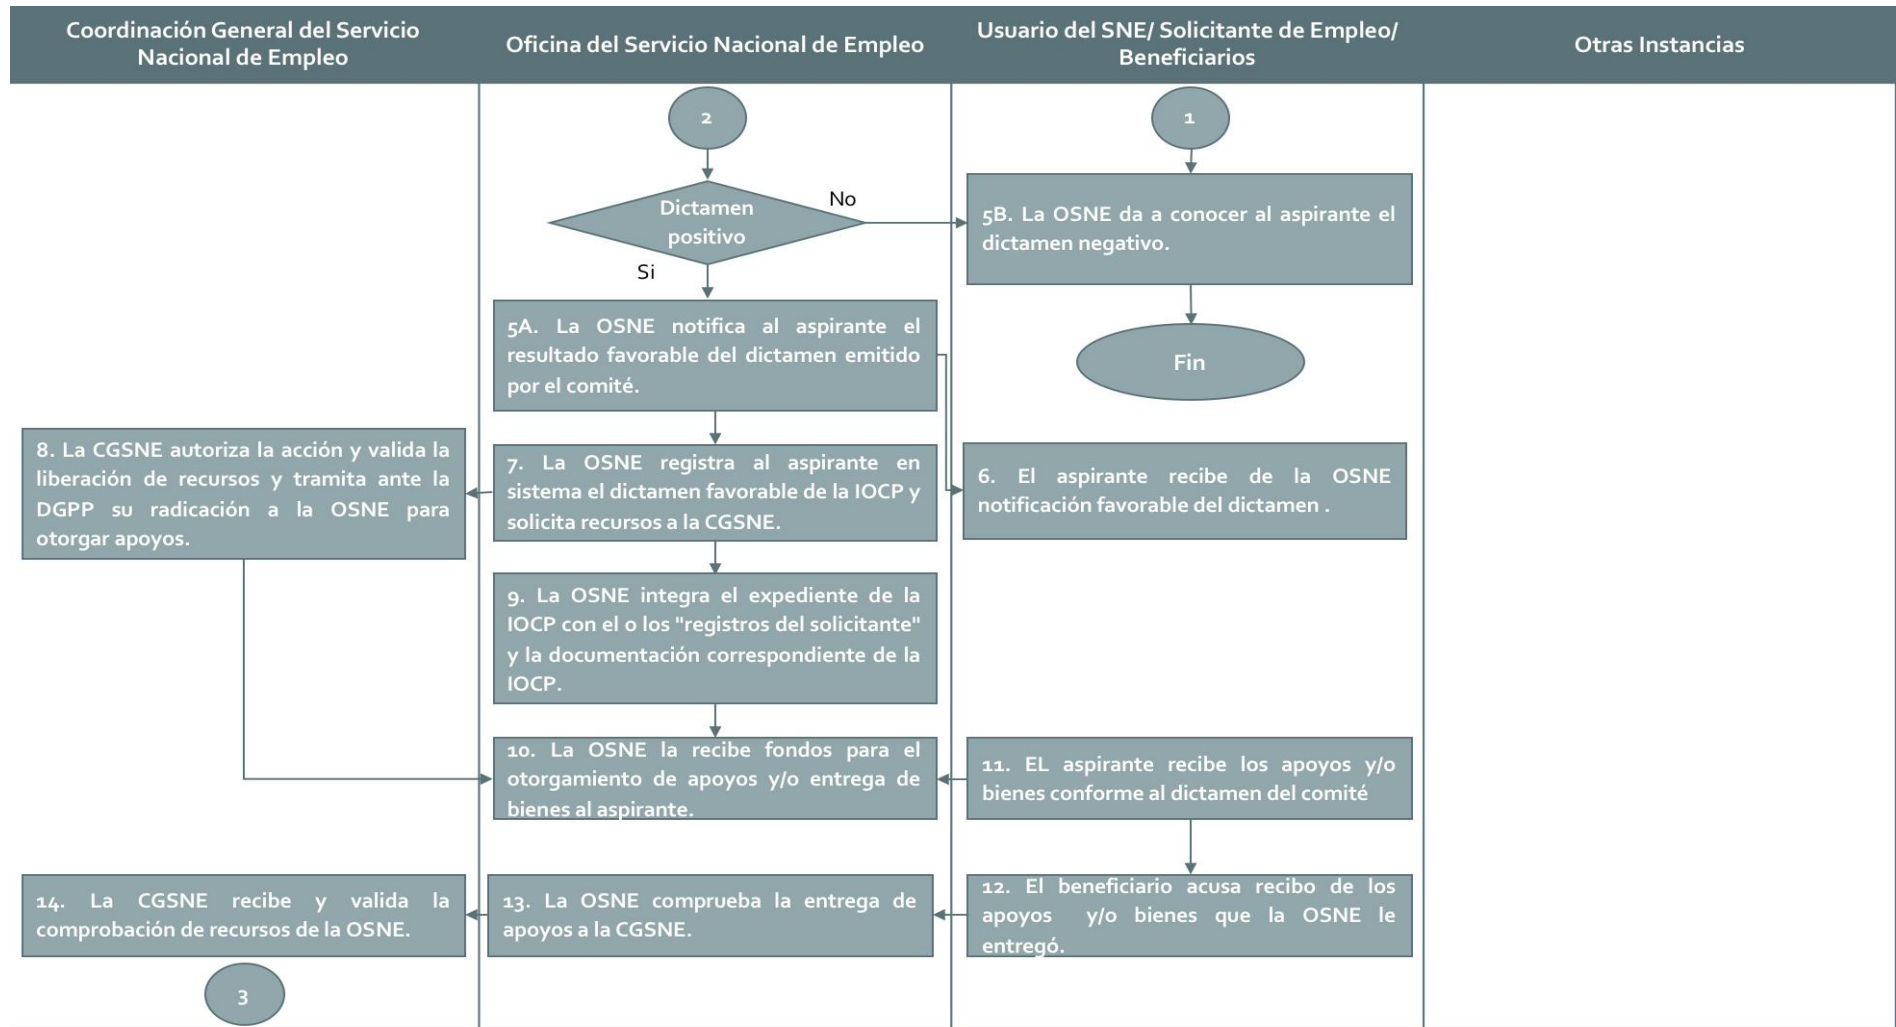 Coordinación General del Servicio
Nacional de Empleo
Oficina del Servicio Nacional de Empleo
Usuario del SNE/ Solicitante de Empleo/
Beneficiarios
Otras Instancias
2
1
Dictamen
positivo
No
Si
5B. La OSNE da a conocer al aspirante el
dictamen negativo.
5A. La OSNE notifica al aspirante el
resultado favorable del dictamen emitido
por el comité.
Fin
8. La CGSNE autoriza la acción y valida la
liberación de recursos y tramita ante la
DGPP su radicación a la OSNE para
otorgar apoyos.
7. La OSNE registra al aspirante en
sistema el dictamen favorable de la IOCP y
solicita recursos a la CGSNE.
6. El aspirante recibe de la OSNE
notificación favorable del dictamen .
9. La OSNE integra el expediente de la
IOCP con el o los "registros del solicitante"
y la documentación correspondiente de la
IOCP.
10. La OSNE la recibe fondos para el
otorgamiento de apoyos y/o entrega de
bienes al aspirante.
11. EL aspirante recibe los apoyos y/o
bienes conforme al dictamen del comité
14. La CGSNE recibe y valida la
comprobación de recursos de la OSNE.
13. La OSNE comprueba la entrega de
apoyos a la CGSNE.
12. El beneficiario acusa recibo de los
apoyos y/o bienes que la OSNE le
entregó.
3